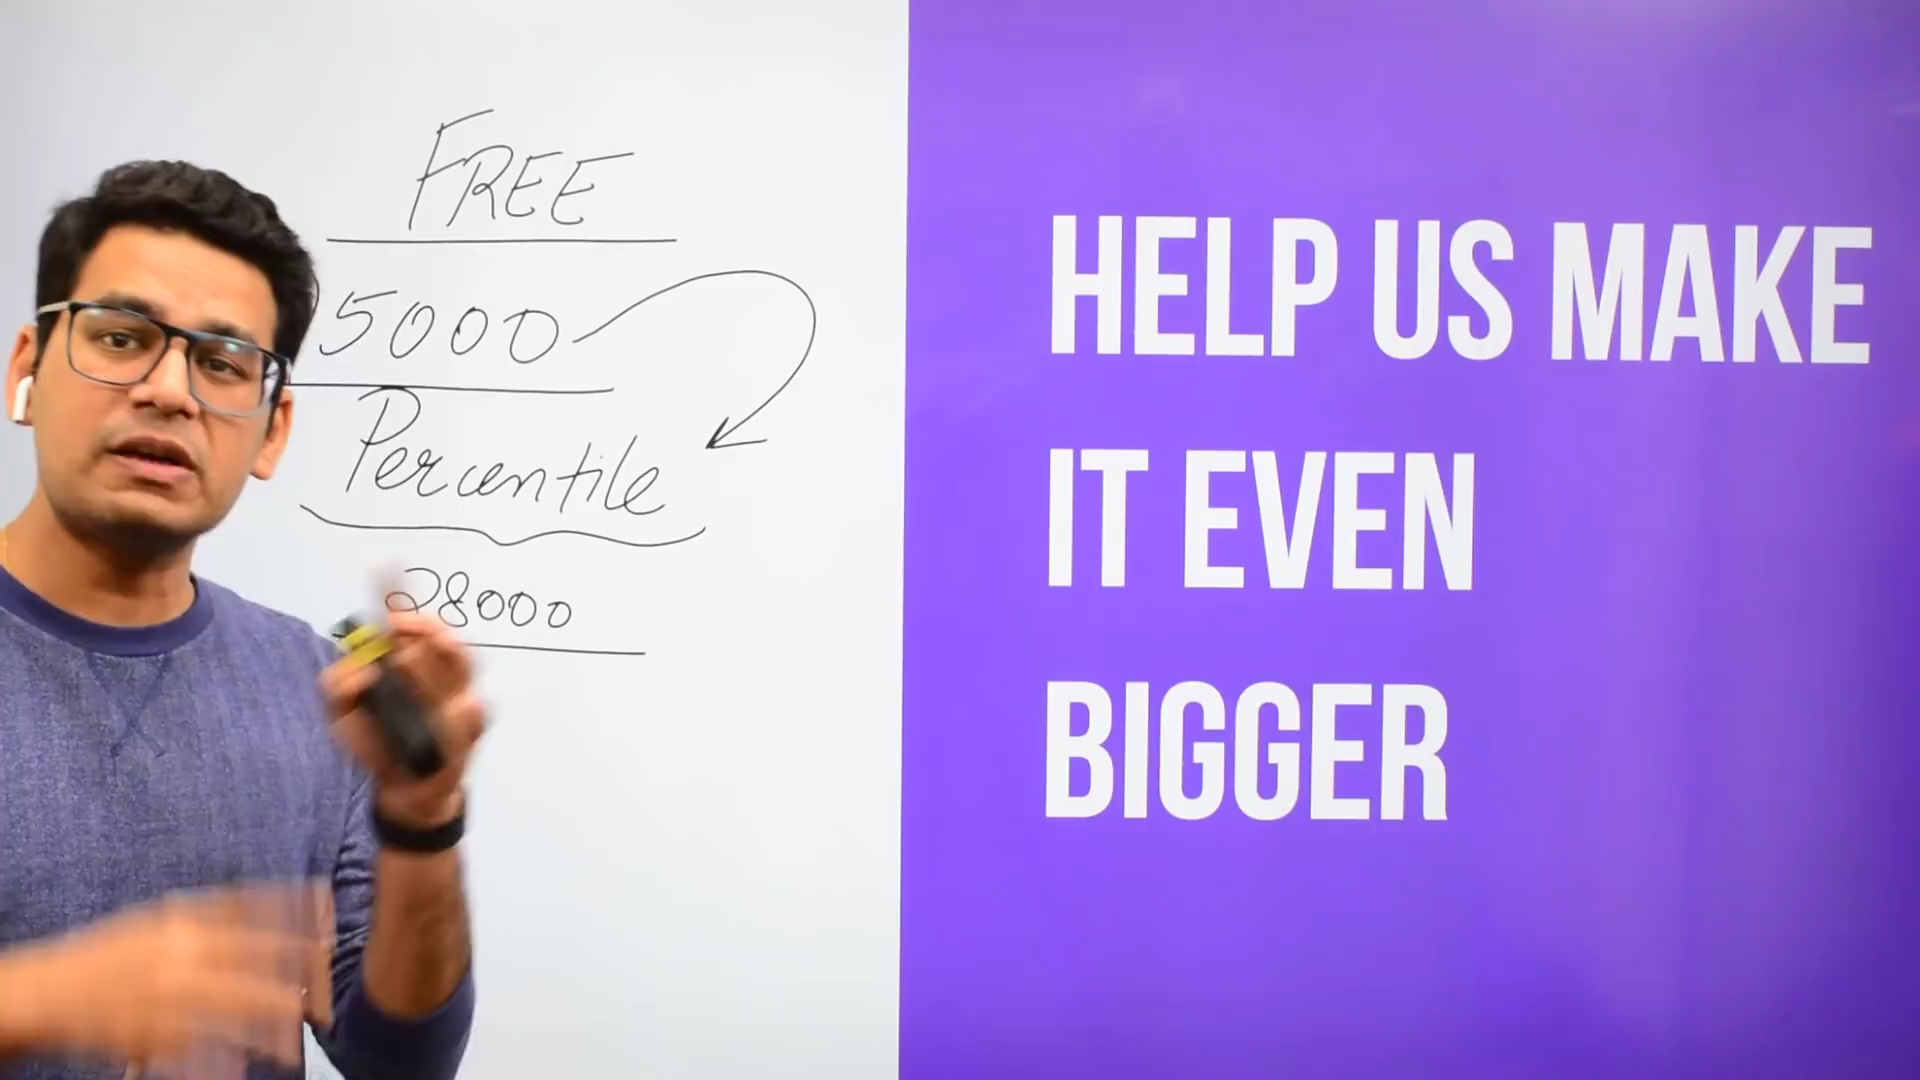 FREE
5000
Percentile
28000
HELP US MAKE
IT EVEN
BIGGER